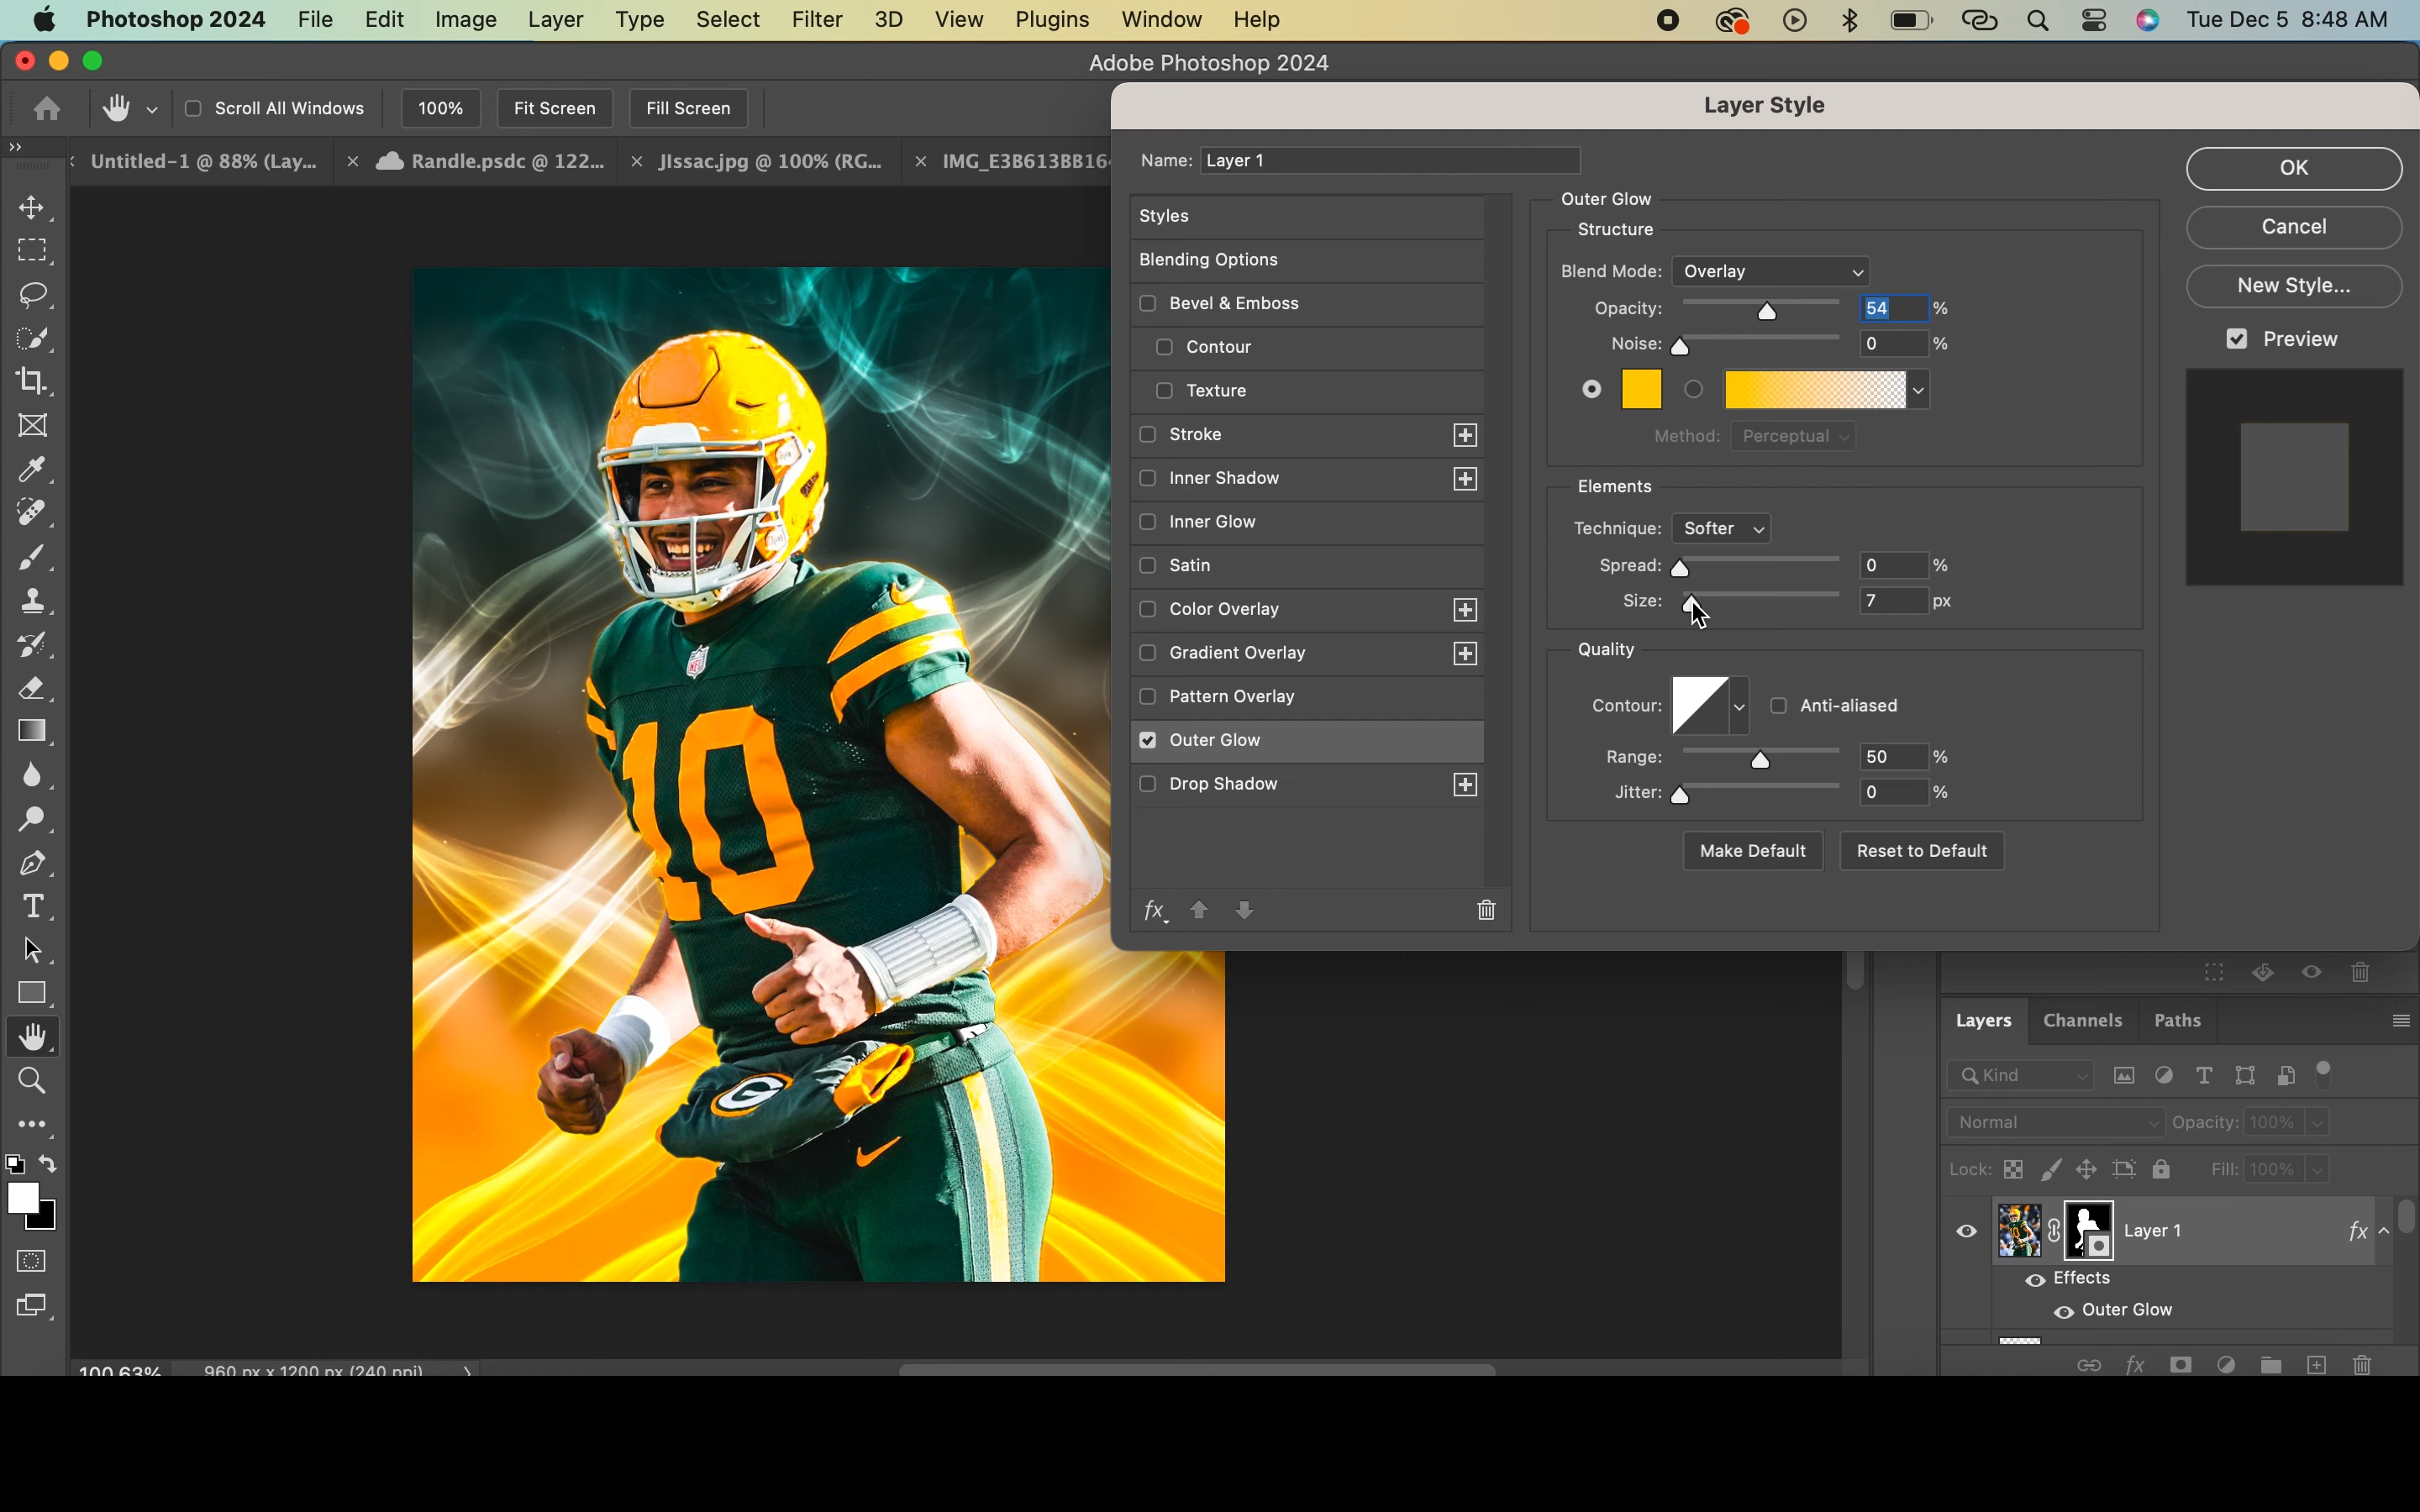 Photoshop 2024 File Edit Image Layer Type Select Filter 3D View Plugins Window Help Tue Dec 5 8:48 AM
Adobe Photoshop 2024
Scroll All Windows 100% Fit Screen Fill Screen
Untitled-1 @ 88% (Lay... Randle.psdc @ 122... JIssac.jpg @ 100% (RG... IMG_E3B613BB164
Layer Style
Name: Layer 1
Styles
Blending Options
Bevel & Emboss
Contour
Texture
Stroke
Inner Shadow
Inner Glow
Satin
Color Overlay
Gradient Overlay
Pattern Overlay
Outer Glow
Drop Shadow
fx
Outer Glow
Structure
Blend Mode: Overlay
Opacity: 54 %
Noise: 0 %
Method: Perceptual
Elements
Technique: Softer
Spread: 0 %
Size: 7 px
Quality
Contour: Anti-aliased
Range: 50 %
Jitter: 0 %
Make Default Reset to Default
OK
Cancel
New Style...
Preview
NFL
10
G
Layers Channels Paths
Kind
Normal Opacity: 100%
Lock: Fill: 100%
Layer 1 fx
Effects
Outer Glow
fx
100.63% 960 px x 1200 px (240 ppi)